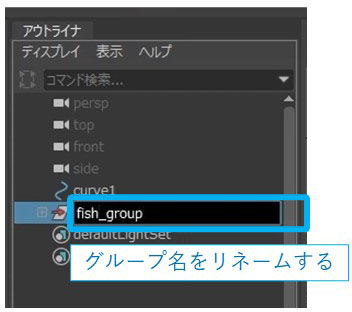 アウトライナ
ディスプレイ 表示 ヘルプ
コマンド検索...
persp
top
front
side
curve1
fish_group
defaultLightSet
グループ名をリネームする